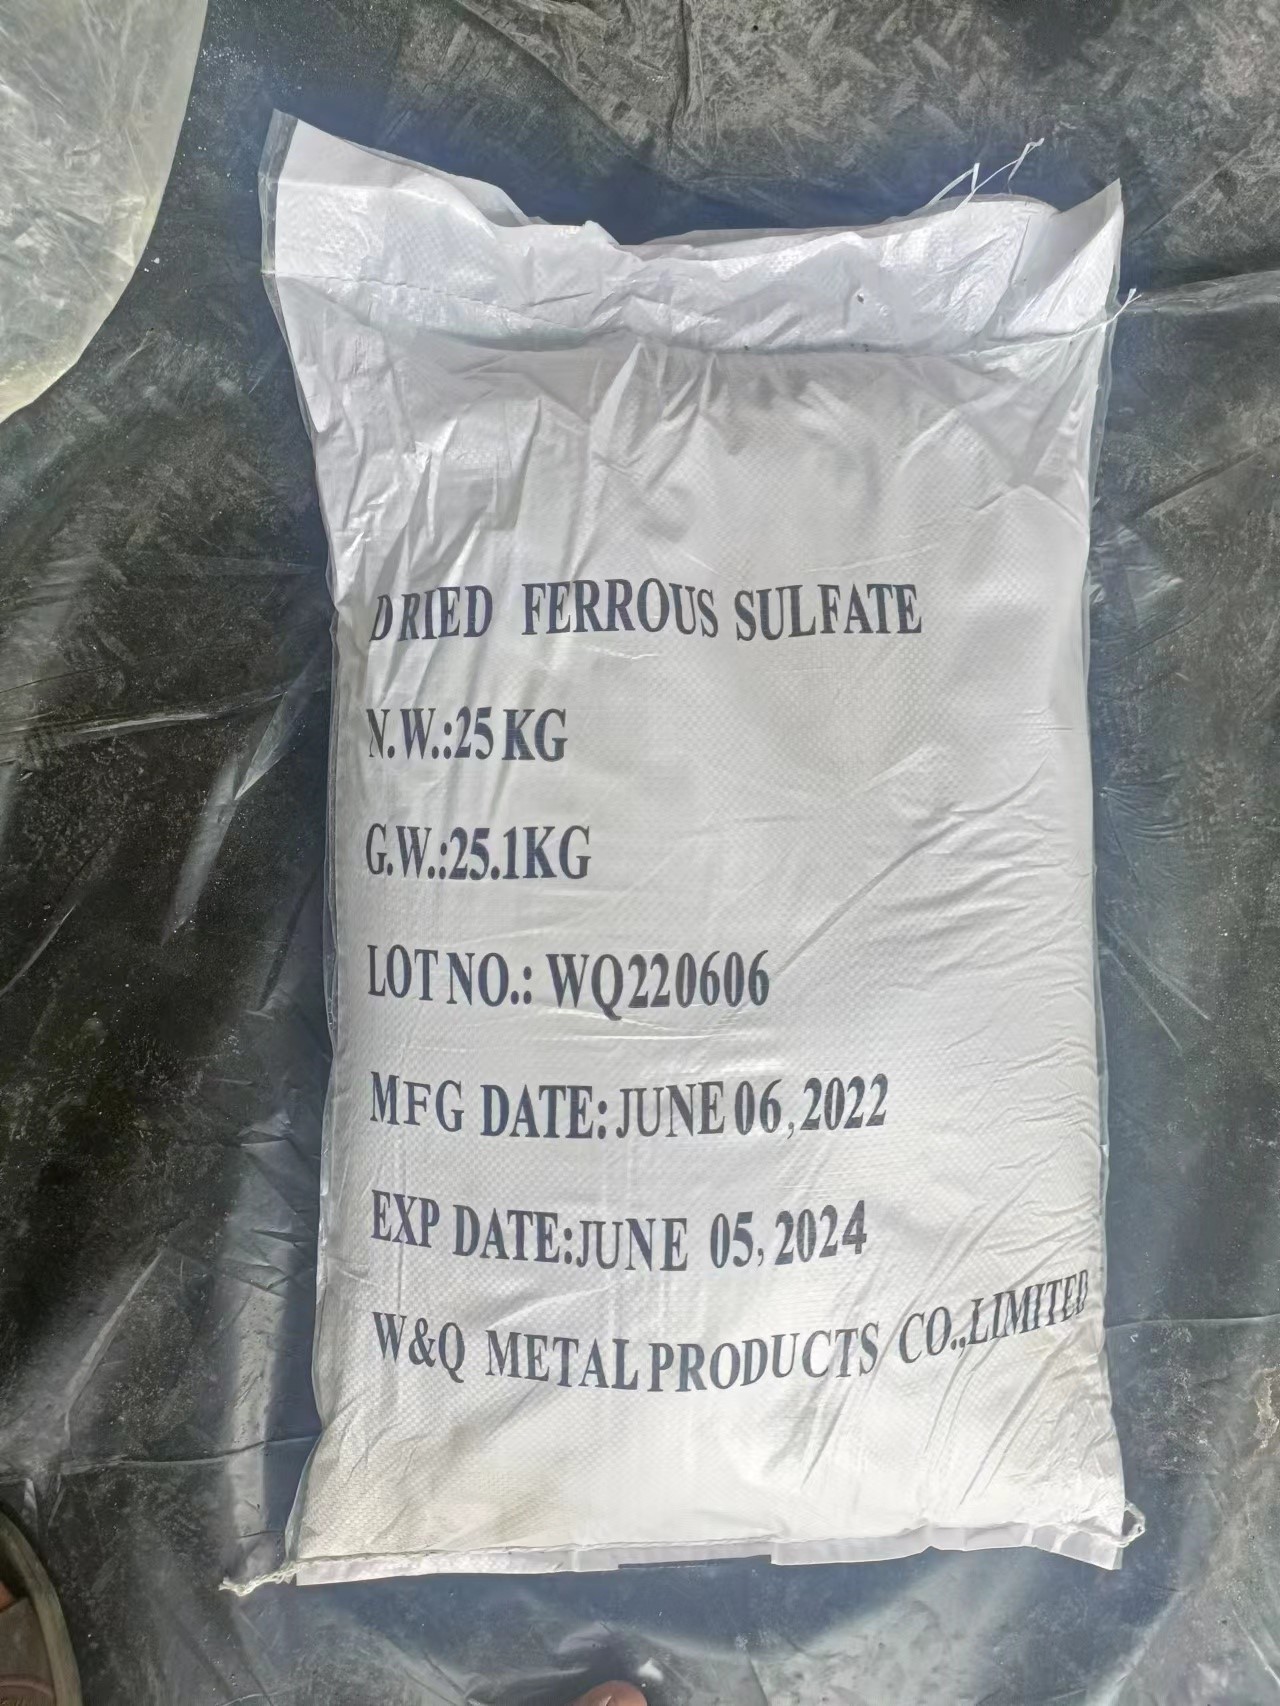 DRIED FERROUS SULFATE
N.W.:25 KG
G.W.:25.1KG
LOT NO.: WQ220606
MFG DATE: JUNE 06,2022
EXP DATE:JUNE 05,2024
W&Q METAL PRODUCTS CO.,LIMITED